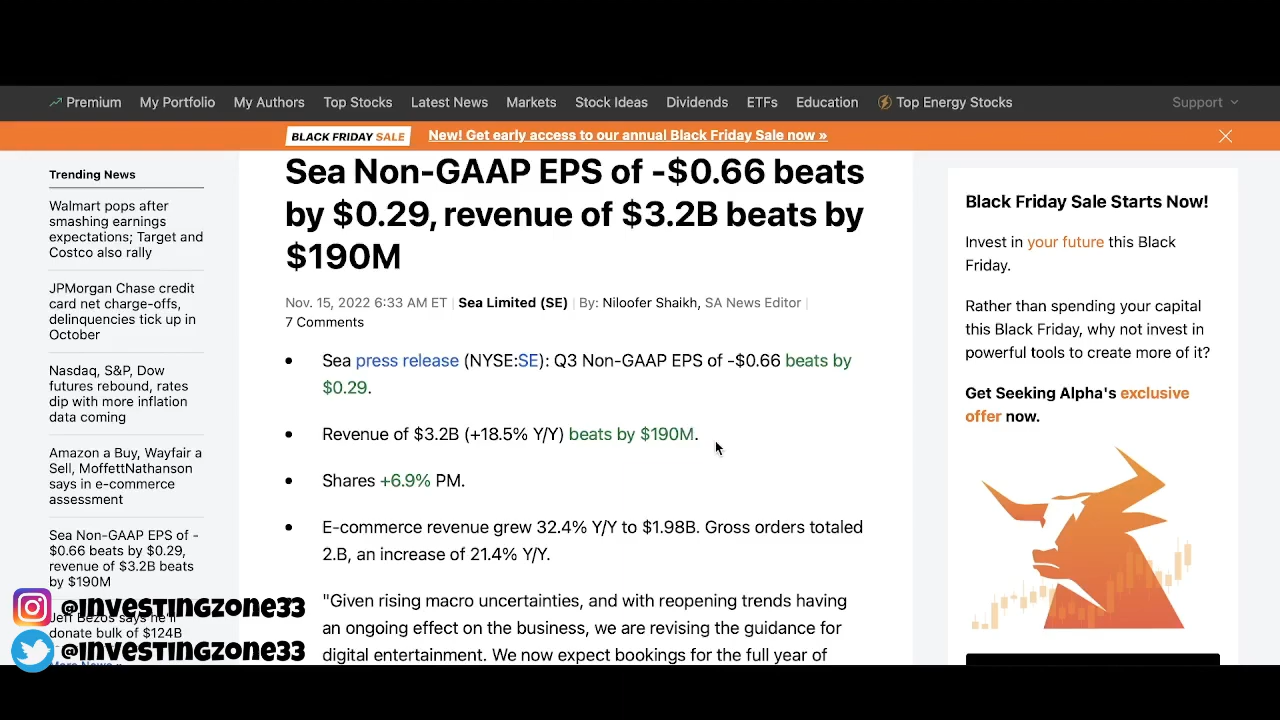 Premium My Portfolio My Authors Top Stocks Latest News Markets Stock Ideas Dividends ETFs Education Top Energy Stocks Support
BLACK FRIDAY SALE New! Get early access to our annual Black Friday Sale now »
Trending News
Walmart pops after
smashing earnings
expectations; Target and
Costco also rally
JPMorgan Chase credit
card net charge-offs,
delinquencies tick up in
October
Nasdaq, S&P, Dow
futures rebound, rates
dip with more inflation
data coming
Amazon a Buy, Wayfair a
Sell, MoffettNathanson
says in e-commerce
assessment
Sea Non-GAAP EPS of -
$0.66 beats by $0.29,
revenue of $3.2B beats
by $190M
Jeff Bezos says he'll
donate bulk of $124B
More News »
@investingzone33
@investingzone33
Sea Non-GAAP EPS of -$0.66 beats
by $0.29, revenue of $3.2B beats by
$190M
Nov. 15, 2022 6:33 AM ET | Sea Limited (SE) | By: Niloofer Shaikh, SA News Editor |
7 Comments
Sea press release (NYSE:SE): Q3 Non-GAAP EPS of -$0.66 beats by
$0.29.
Revenue of $3.2B (+18.5% Y/Y) beats by $190M.
Shares +6.9% PM.
E-commerce revenue grew 32.4% Y/Y to $1.98B. Gross orders totaled
2.B, an increase of 21.4% Y/Y.
"Given rising macro uncertainties, and with reopening trends having
an ongoing effect on the business, we are revising the guidance for
digital entertainment. We now expect bookings for the full year of
Black Friday Sale Starts Now!
Invest in your future this Black
Friday.
Rather than spending your capital
this Black Friday, why not invest in
powerful tools to create more of it?
Get Seeking Alpha's exclusive
offer now.